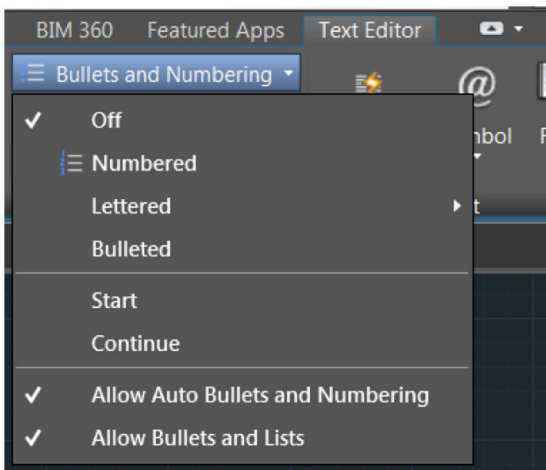 BIM 360 Featured Apps Text Editor
Bullets and Numbering
@
Off
Numbered
Lettered
Bulleted
Start
Continue
Allow Auto Bullets and Numbering
Allow Bullets and Lists